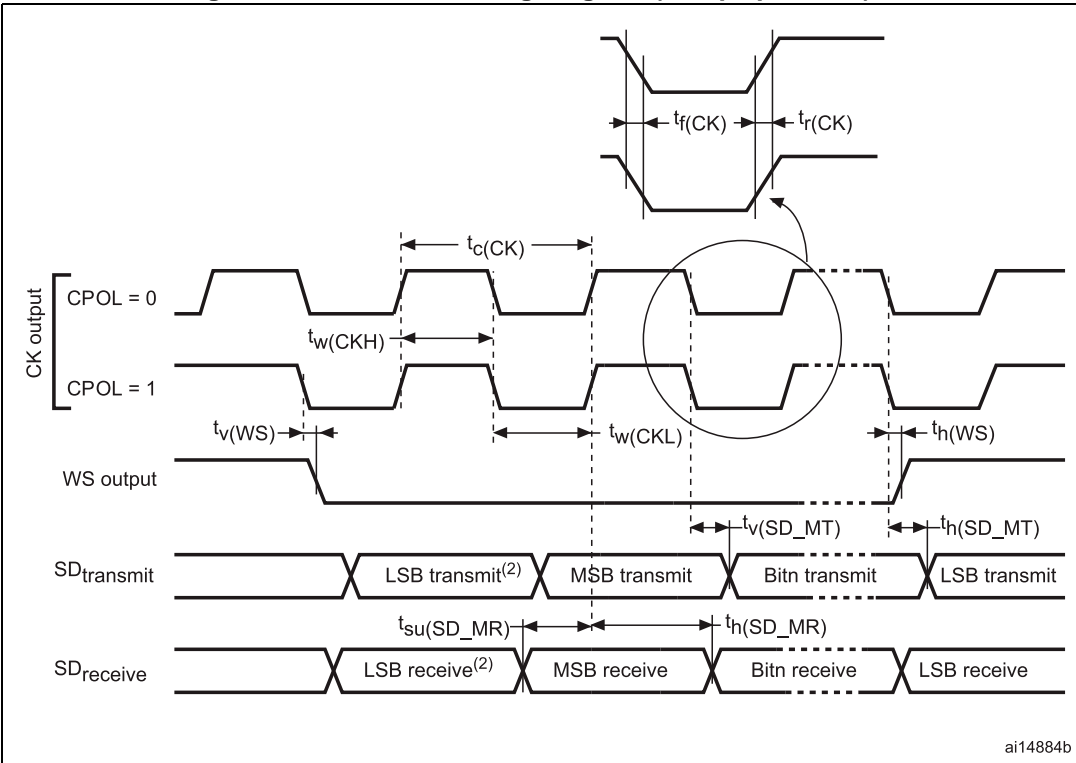 tf(CK)
tr(CK)
tc(CK)
CK output
CPOL = 0
tw(CKH)
CPOL = 1
tv(WS)
tw(CKL)
th(WS)
WS output
tv(SD_MT)
th(SD_MT)
SDtransmit
LSB transmit(2)
MSB transmit
Bitn transmit
LSB transmit
tsu(SD_MR)
th(SD_MR)
SDreceive
LSB receive(2)
MSB receive
Bitn receive
LSB receive
ai14884b